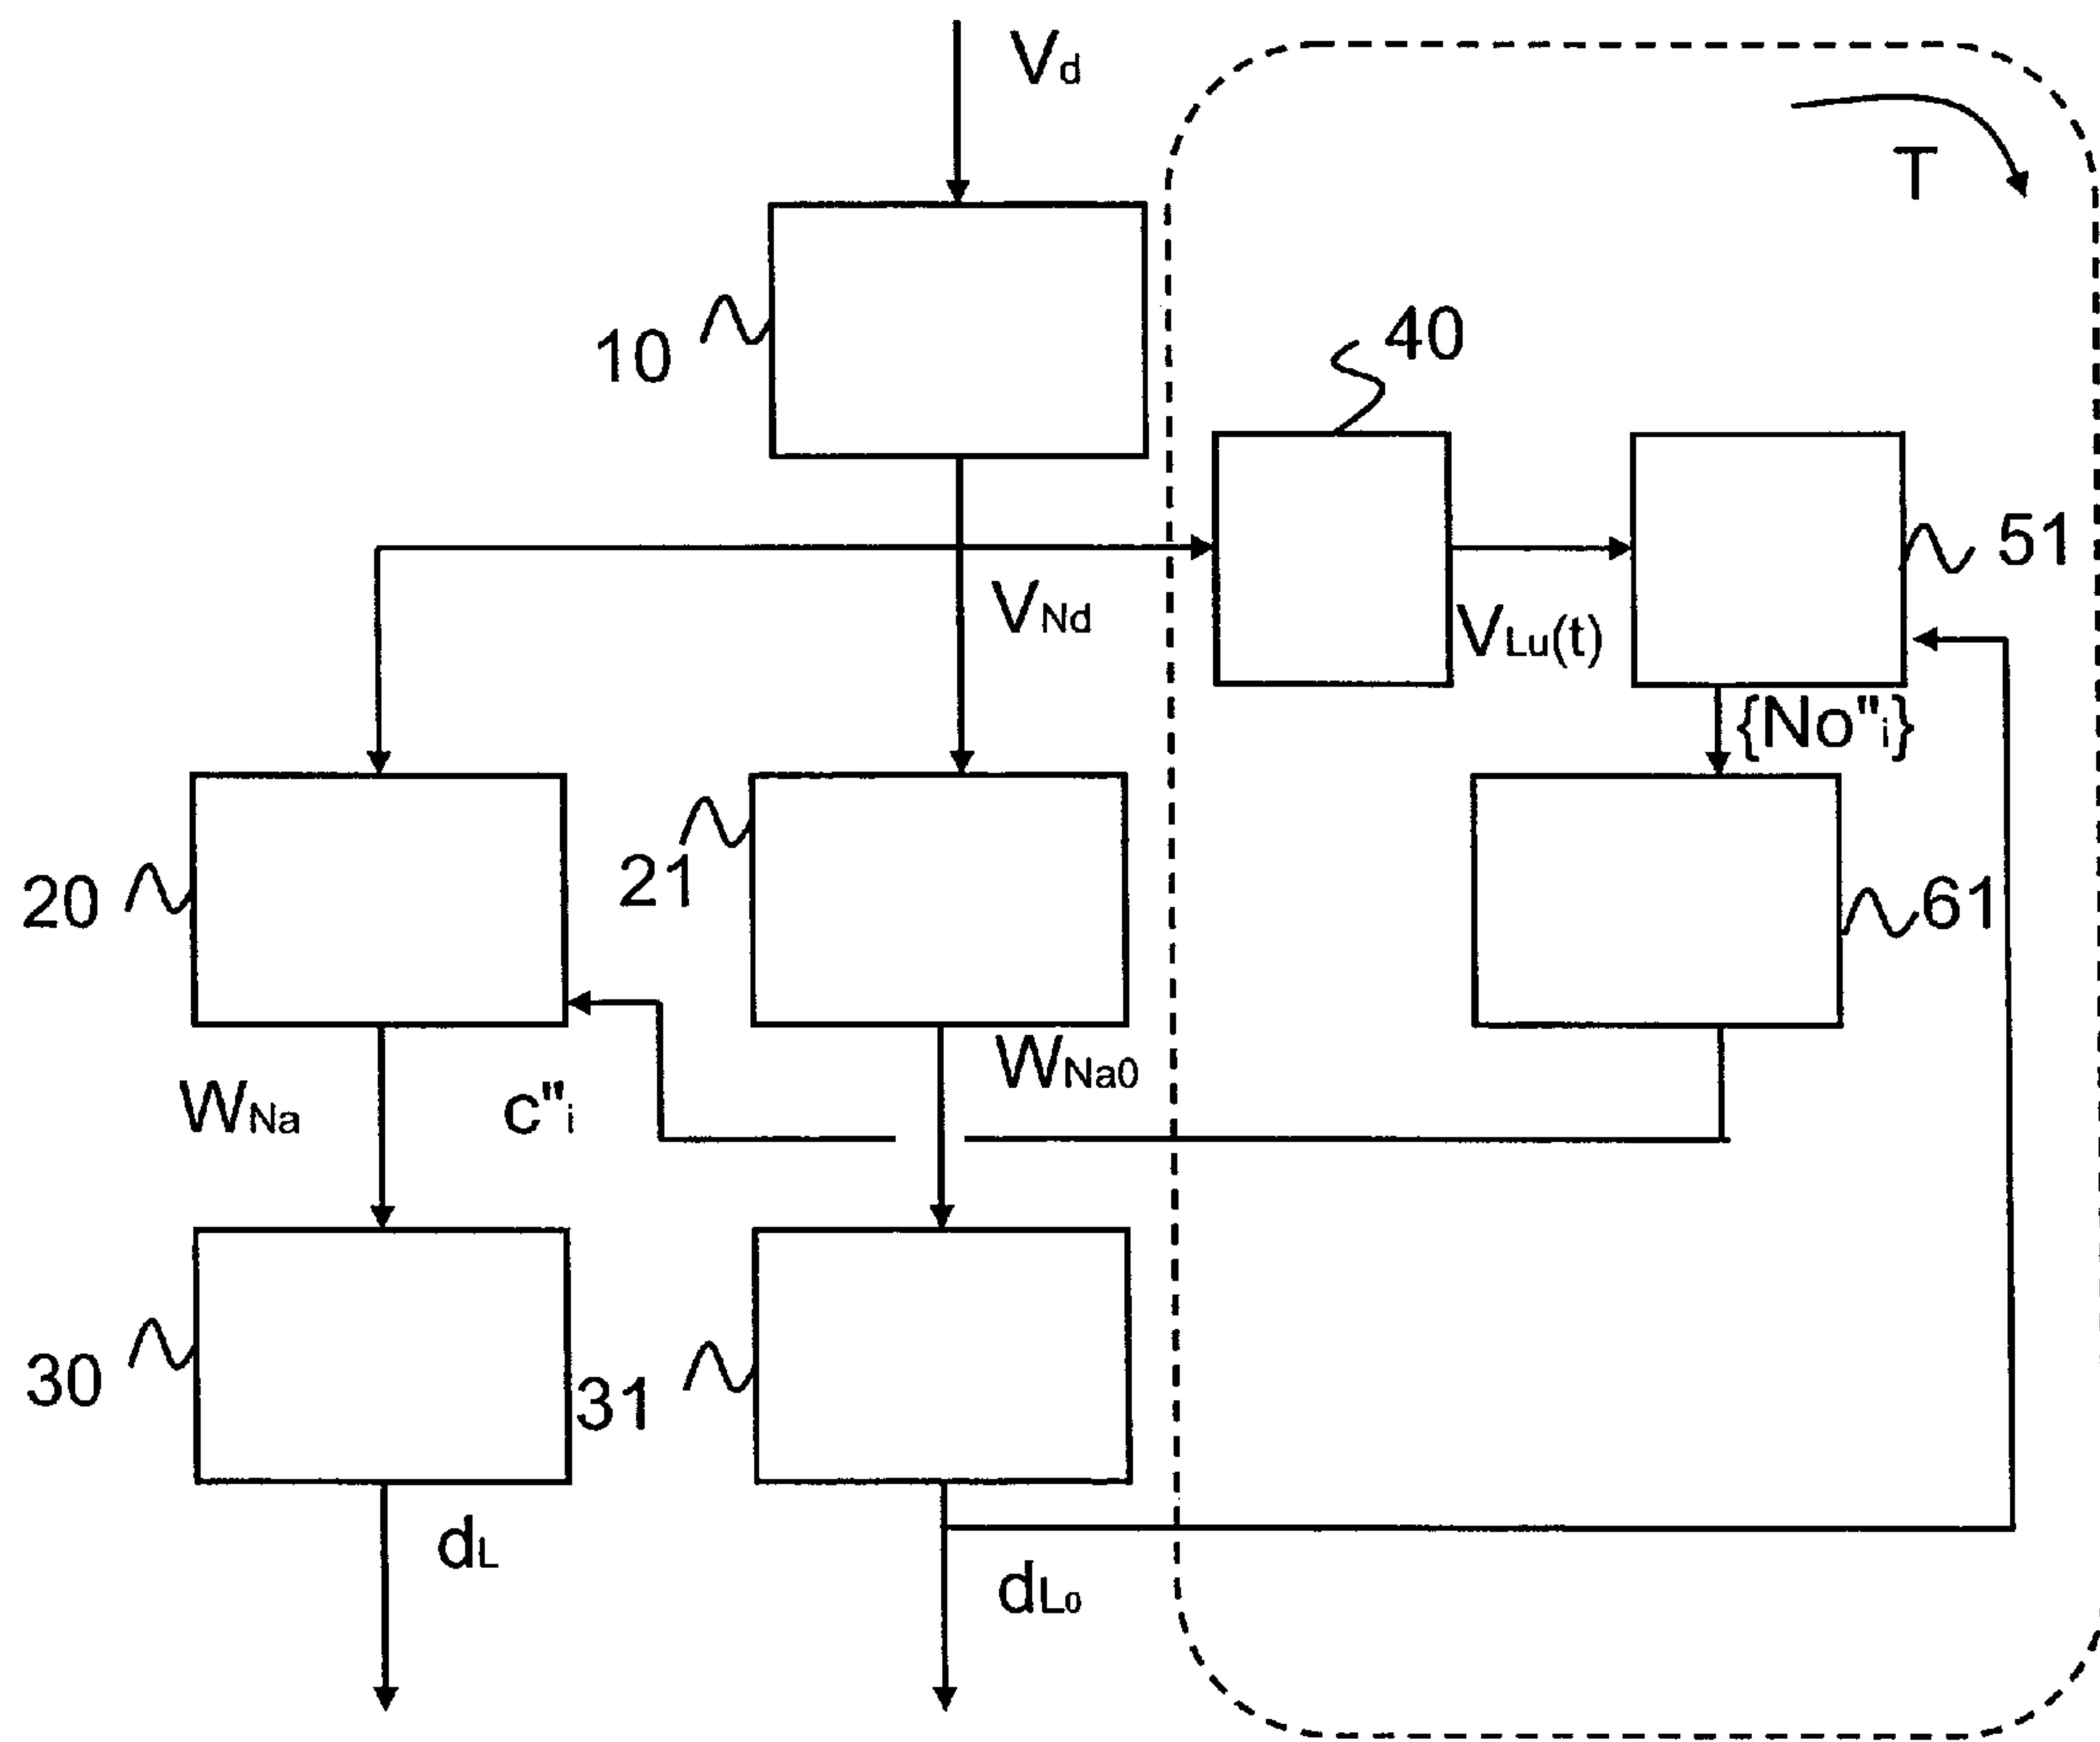 Vd
T
10
40
51
VNd
VLu(t)
{No"i}
20
21
61
WNa
c"i
WNa0
30
31
dL
dL0